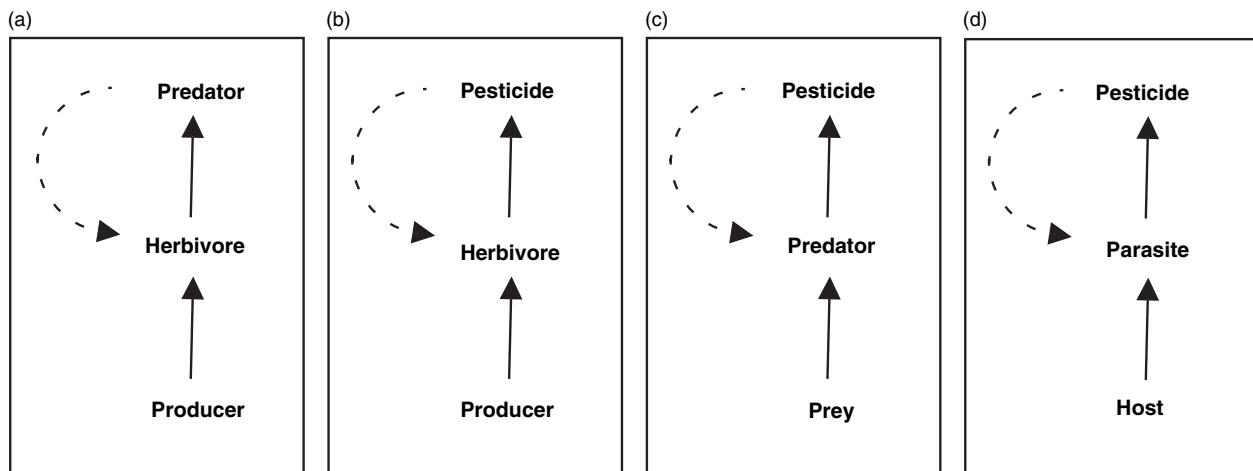 (a)
Predator
Herbivore
Producer
(b)
Pesticide
Herbivore
Producer
(c)
Pesticide
Predator
Prey
(d)
Pesticide
Parasite
Host